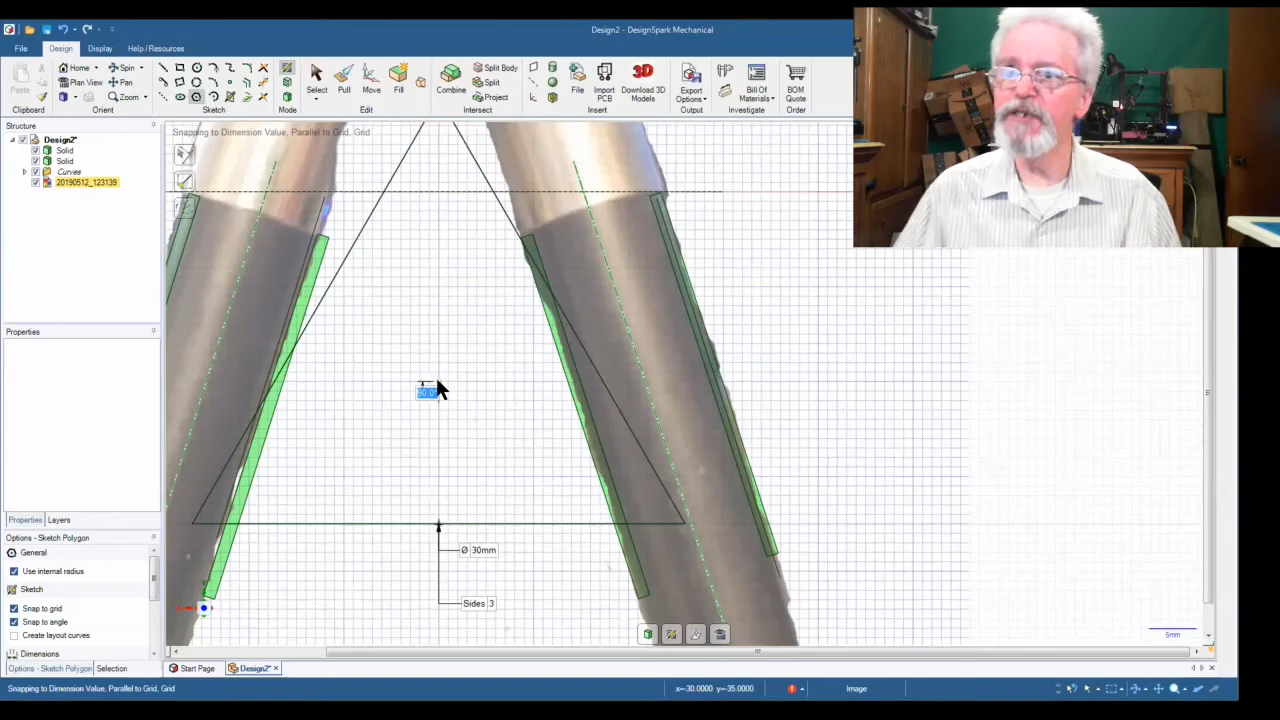 Design2 - DesignSpark Mechanical
File Design Display Help / Resources
Paste
Home
Plan View
Spin
Pan
Zoom
Select
Pull
Move
Fill
Combine
Split Body
Split
Project
File
Import PCB
Download 3D Models
Export Options
Bill Of Materials
BOM Quote
Clipboard Orient Sketch Mode Edit Intersect Insert Output Investigate Order
Structure
Design2*
Solid
Solid
Curves
20190512_123139
Snapping to Dimension Value, Parallel to Grid, Grid
Ø 30mm
Sides 3
5mm
Properties
Properties Layers
Options - Sketch Polygon
General
Use internal radius
Sketch
Snap to grid
Snap to angle
Create layout curves
Dimensions
Options - Sketch Polygon Selection
Start Page Design2*
Snapping to Dimension Value, Parallel to Grid, Grid
x=-30.0000 y=-35.0000
Image